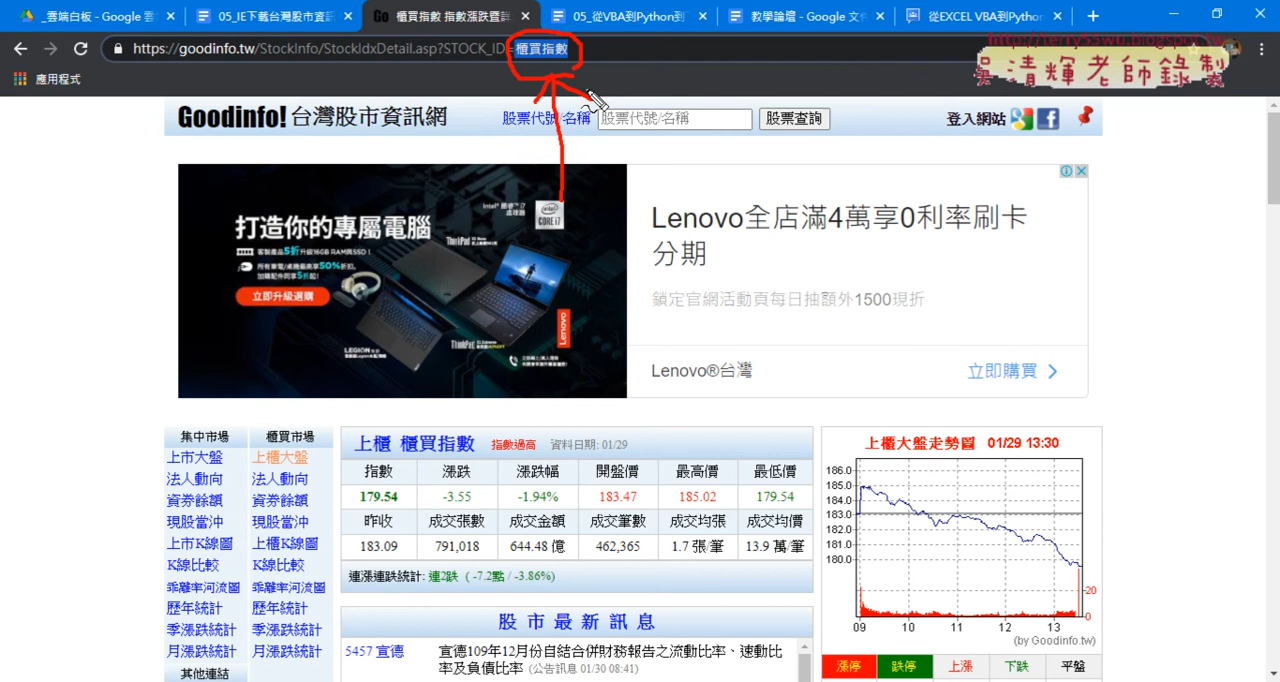 _雲端白板 - Google 雲
05_IE下載台灣股市資訊
櫃買指數 指數漲跌暨詳
05_從VBA到Python到
教學論壇 - Google 文件
從EXCEL VBA到Python
https://goodinfo.tw/StockInfo/StockIdxDetail.asp?STOCK_ID=櫃買指數
http://terry55wu.blogspot.tw
吳清輝老師錄製
應用程式
Goodinfo! 台灣股市資訊網
股票代號/名稱
股票代號/名稱
股票查詢
登入網站
打造你的專屬電腦
立即升級選購
LEGION
Lenovo
intel
CORE i7
Lenovo全店滿4萬享0利率刷卡
分期
鎖定官網活動頁每日抽額外1500現折
Lenovo®台灣
立即購買
集中市場 櫃買市場
上市大盤 上櫃大盤
法人動向 法人動向
資券餘額 資券餘額
現股當沖 現股當沖
上市K線圖 上櫃K線圖
K線比較 K線比較
乖離率河流圖 乖離率河流圖
歷年統計 歷年統計
季漲跌統計 季漲跌統計
月漲跌統計 月漲跌統計
其他連結
上櫃 櫃買指數 指數過高 資料日期: 01/29
指數 漲跌 漲跌幅 開盤價 最高價 最低價
179.54 -3.55 -1.94% 183.47 185.02 179.54
昨收 成交張數 成交金額 成交筆數 成交均張 成交均價
183.09 791,018 644.48 億 462,365 1.7 張/筆 13.9 萬/筆
連漲連跌統計: 連2跌 ( -7.2點 / -3.86%)
股市最新訊息
5457 宣德 宣德109年12月份自結合併財務報告之流動比率、速動比
率及負債比率 (公告訊息 01/30 08:41)
上櫃大盤走勢圖 01/29 13:30
186.0
185.0
184.0
183.0
182.0
181.0
180.0
20
0
09 10 11 12 13
(by Goodinfo.tw)
漲停 跌停 上漲 下跌 平盤